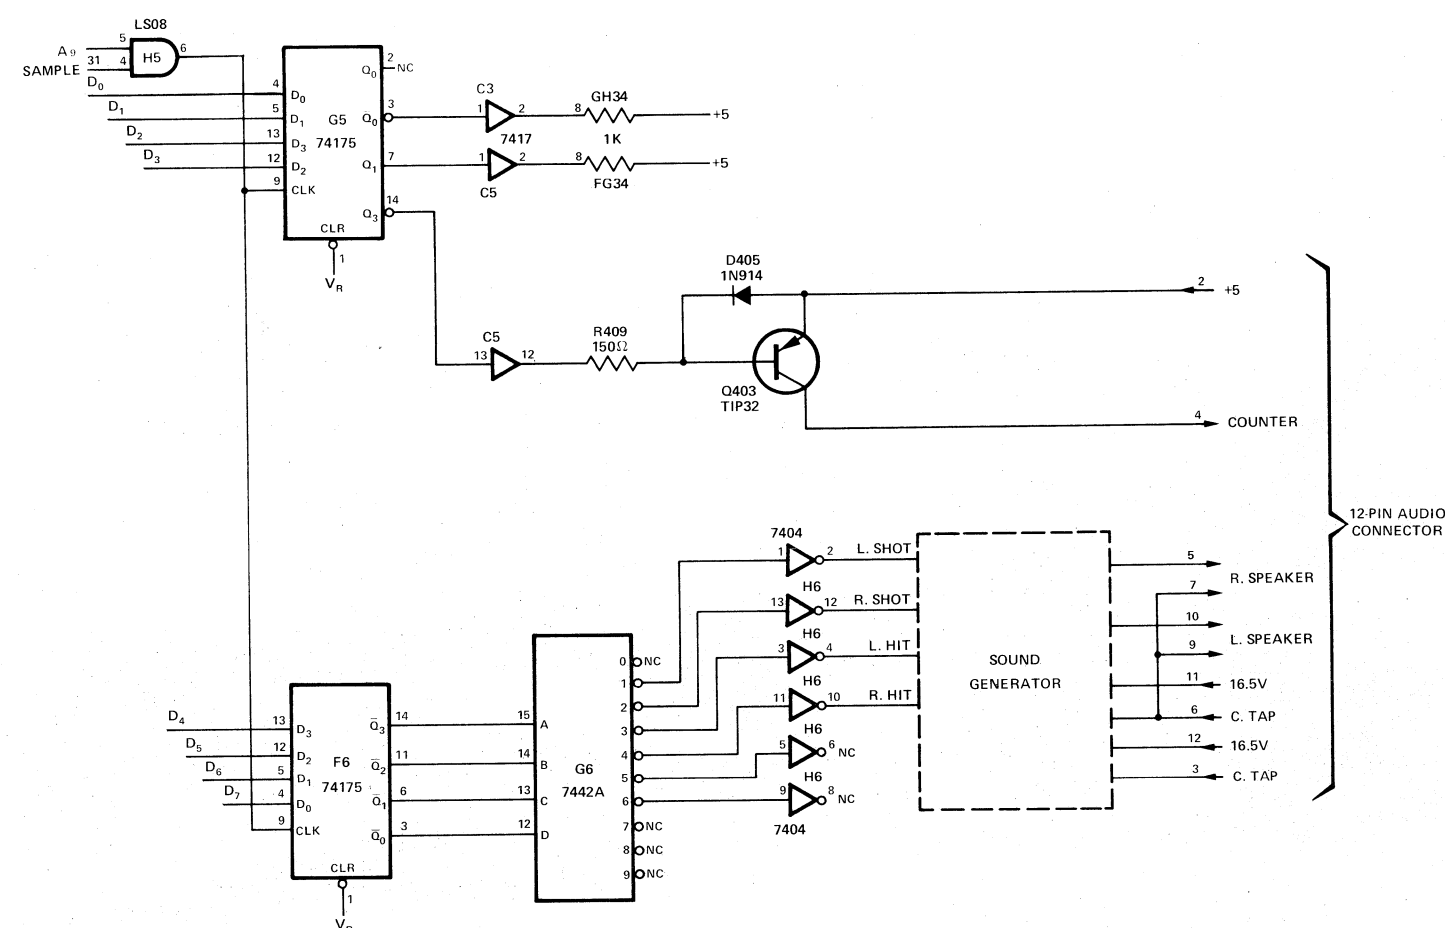 LS08
A9
5
4
H5
6
SAMPLE
31
D0
D1
D2
D3
4
5
13
12
9
D0
D1
D3
D2
CLK
G5
74175
CLR
1
VR
Q0
2
NC
Q̄0
3
Q1
7
Q3
14
C3
1
2
7417
8
GH34
1K
+5
1
2
C5
8
FG34
+5
C5
13
12
R409
150Ω
D405
1N914
Q403
TIP32
2
+5
4
COUNTER
12-PIN AUDIO
CONNECTOR
D4
D5
D6
D7
13
12
5
4
9
D3
D2
D1
D0
CLK
F6
74175
CLR
1
Q̄3
Q̄2
Q̄1
Q̄0
14
11
6
3
15
14
13
12
A
B
C
D
G6
7442A
0
NC
1
2
3
4
5
6
7
NC
8
NC
9
NC
7404
1
2
L. SHOT
H6
13
12
R. SHOT
H6
3
4
L. HIT
H6
11
10
R. HIT
H6
5
6
NC
H6
9
8
NC
7404
SOUND
GENERATOR
5
R. SPEAKER
7
10
L. SPEAKER
9
11
16.5V
6
C. TAP
12
16.5V
3
C. TAP